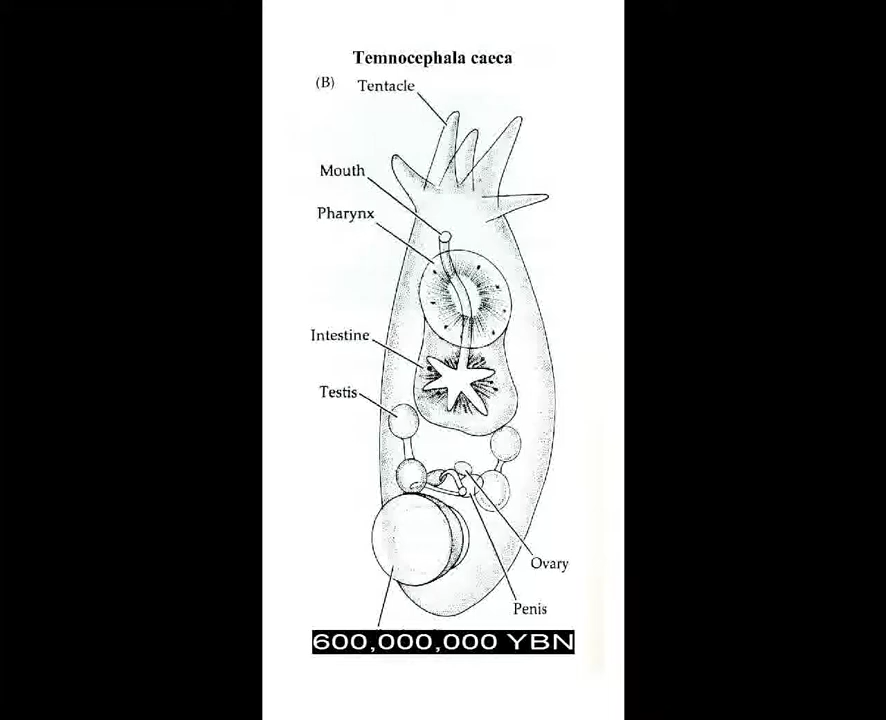 Temnocephala caeca
(B)
Tentacle
Mouth
Pharynx
Intestine
Testis
Ovary
Penis
600,000,000 YBN